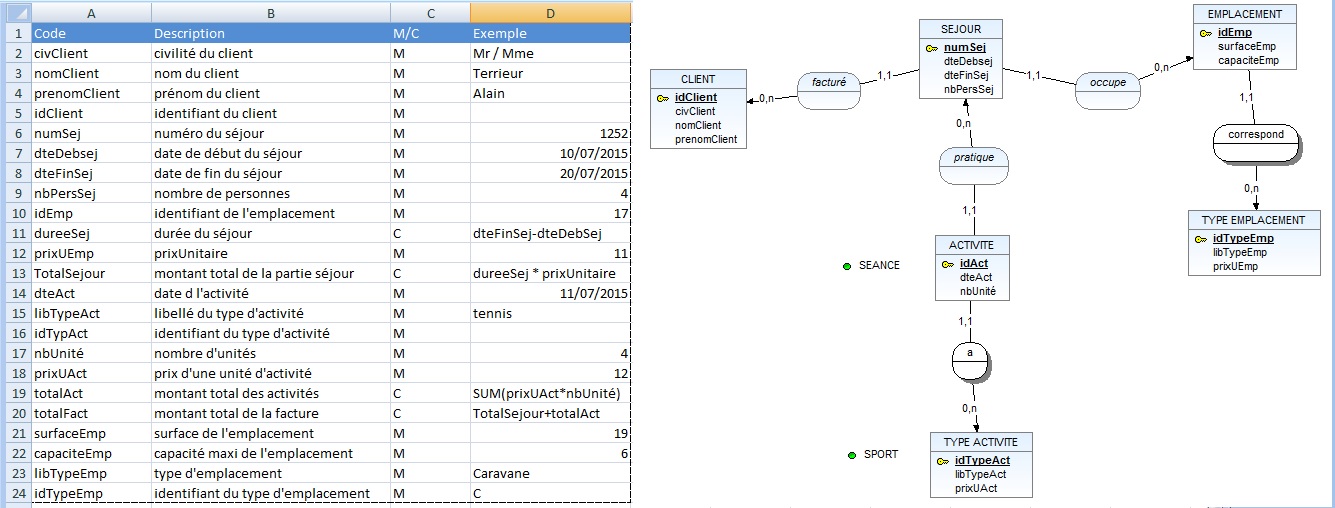 A B C D
1 Code Description M/C Exemple
2 civClient civilité du client M Mr / Mme
3 nomClient nom du client M Terrieur
4 prenomClient prénom du client M Alain
5 idClient identifiant du client M
6 numSej numéro du séjour M 1252
7 dteDebsej date de début du séjour M 10/07/2015
8 dteFinSej date de fin du séjour M 20/07/2015
9 nbPersSej nombre de personnes M 4
10 idEmp identifiant de l'emplacement M 17
11 dureeSej durée du séjour C dteFinSej-dteDebSej
12 prixUEmp prixUnitaire M 11
13 TotalSejour montant total de la partie séjour C dureeSej * prixUnitaire
14 dteAct date d l'activité M 11/07/2015
15 libTypeAct libellé du type d'activité M tennis
16 idTypAct identifiant du type d'activité M
17 nbUnité nombre d'unités M 4
18 prixUAct prix d'une unité d'activité M 12
19 totalAct montant total des activités C SUM(prixUAct*nbUnité)
20 totalFact montant total de la facture C TotalSejour+totalAct
21 surfaceEmp surface de l'emplacement M 19
22 capaciteEmp capacité maxi de l'emplacement M 6
23 libTypeEmp type d'emplacement M Caravane
24 idTypeEmp identifiant du type d'emplacement M C
CLIENT
idClient
civClient
nomClient
prenomClient
0,n
facturé
1,1
SEJOUR
numSej
dteDebsej
dteFinSej
nbPersSej
1,1
occupe
0,n
EMPLACEMENT
idEmp
surfaceEmp
capaciteEmp
1,1
correspond
0,n
TYPE EMPLACEMENT
idTypeEmp
libTypeEmp
prixUEmp
0,n
pratique
1,1
SEANCE
ACTIVITE
idAct
dteAct
nbUnité
1,1
a
0,n
SPORT
TYPE ACTIVITE
idTypeAct
libTypeAct
prixUAct